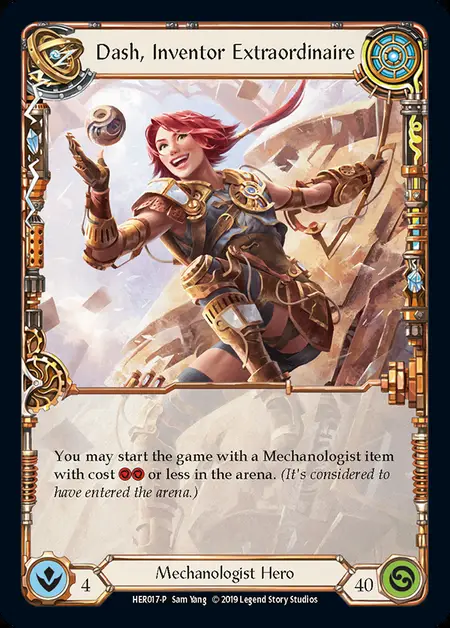 Dash, Inventor Extraordinaire
You may start the game with a Mechanologist item
with cost or less in the arena. (It's considered to
have entered the arena.)
4
Mechanologist Hero
40
HER017-P Sam Yang © 2019 Legend Story Studios